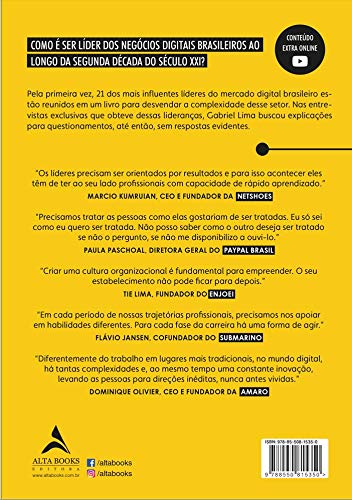 CONTEÚDO
EXTRA ONLINE
COMO É SER LÍDER DOS NEGÓCIOS DIGITAIS BRASILEIROS AO
LONGO DA SEGUNDA DÉCADA DO SÉCULO XXI?
Pela primeira vez, 21 dos mais influentes líderes do mercado digital brasileiro es-
tão reunidos em um livro para desvendar a complexidade desse setor. Nas entre-
vistas exclusivas que obteve dessas lideranças, Gabriel Lima buscou explicações
para questionamentos, até então, sem respostas evidentes.
"Os líderes precisam ser orientados por resultados e para isso acontecer eles
têm de ter ao seu lado profissionais com capacidade de rápido aprendizado."
MARCIO KUMRUIAN, CEO E FUNDADOR DA NETSHOES
"Precisamos tratar as pessoas como elas gostariam de ser tratadas. Eu só sei
como eu quero ser tratada. Não posso saber como o outro deseja ser tratado
se não o pergunto, se não me disponibilizo a ouvi-lo."
PAULA PASCHOAL, DIRETORA GERAL DO PAYPAL BRASIL
"Criar uma cultura organizacional é fundamental para empreender. O seu
estabelecimento não pode ficar para depois."
TIE LIMA, FUNDADOR DO ENJOEI
"Em cada período de nossas trajetórias profissionais, precisamos nos apoiar
em habilidades diferentes. Para cada fase da carreira há uma forma de agir."
FLÁVIO JANSEN, COFUNDADOR DO SUBMARINO
"Diferentemente do trabalho em lugares mais tradicionais, no mundo digital,
há tantas complexidades e, ao mesmo tempo uma constante inovação,
levando as pessoas para direções inéditas, nunca antes vividas."
DOMINIQUE OLIVIER, CEO E FUNDADOR DA AMARO
ISBN: 978-85-508-1535-0
9 788550 815350
ALTA BOOKS
EDITORA
www.altabooks.com.br
/altabooks
/altabooks